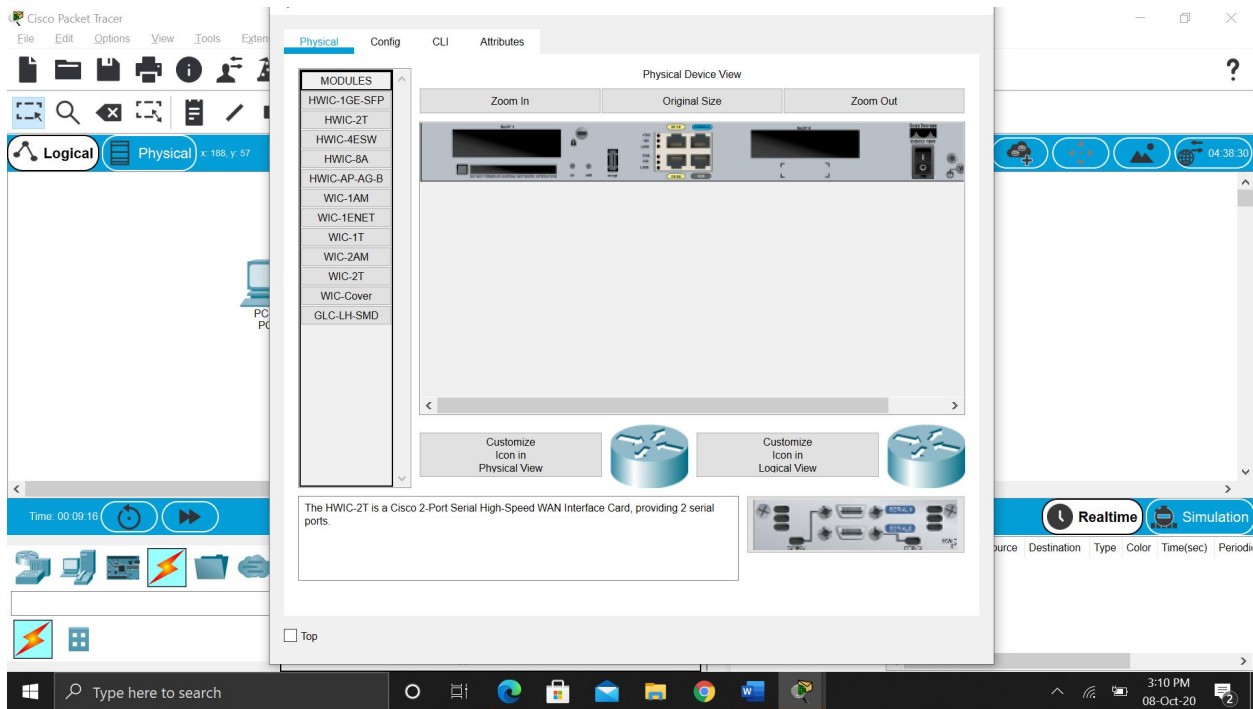 Cisco Packet Tracer
File Edit Options View Tools Exten
Physical Config CLI Attributes
MODULES
HWIC-1GE-SFP
HWIC-2T
HWIC-4ESW
HWIC-8A
HWIC-AP-AG-B
WIC-1AM
WIC-1ENET
WIC-1T
WIC-2AM
WIC-2T
WIC-Cover
GLC-LH-SMD
Physical Device View
Zoom In Original Size Zoom Out
Logical Physical x: 188, y: 57
04:38:30
PC
P
Customize
Icon in
Physical View
Customize
Icon in
Logical View
The HWIC-2T is a Cisco 2-Port Serial High-Speed WAN Interface Card, providing 2 serial
ports.
Time: 00:09:16
Realtime Simulation
ource Destination Type Color Time(sec) Periodi
Top
?
Type here to search
3:10 PM
08-Oct-20
2